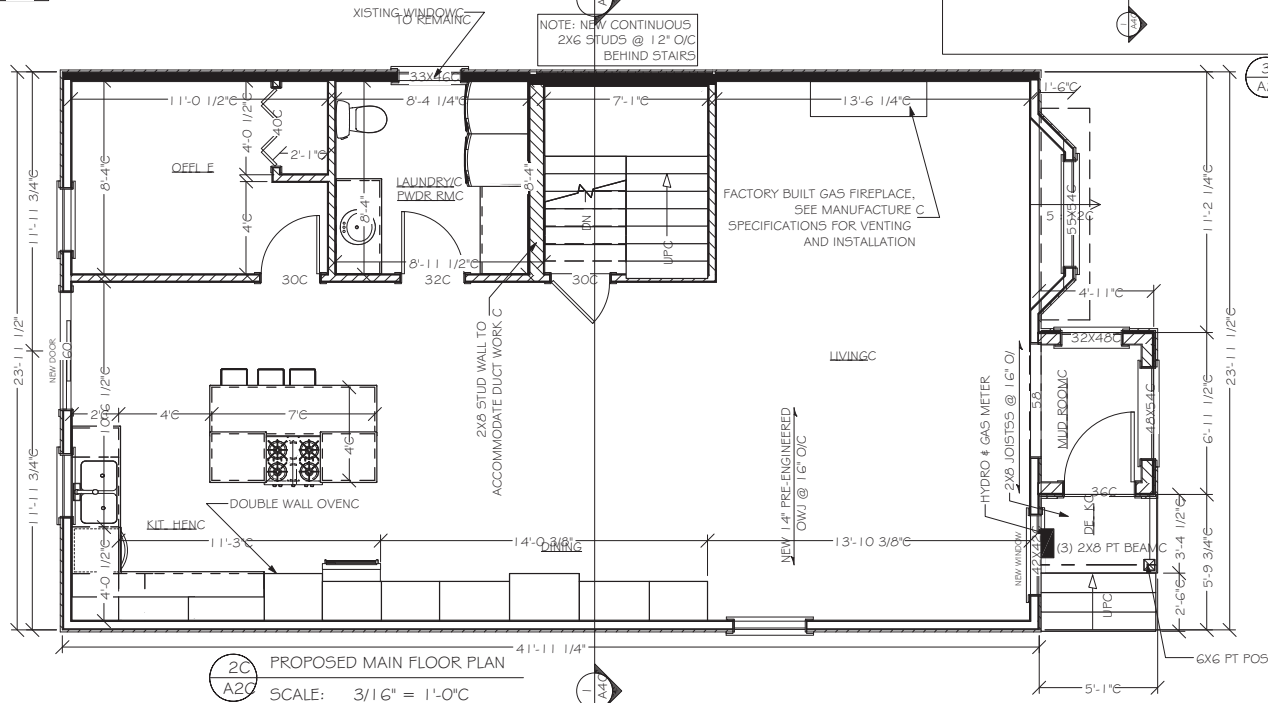 XISTING WINDOWC
TO REMAINC
NOTE: NEW CONTINUOUS
2X6 STUDS @ 12" O/C
BEHIND STAIRS
1
A4C
33X46C
11'-0 1/2"C
8'-4 1/4"C
7'-1"C
13'-6 1/4"C
1'-6"C
4'-0 1/2"C
40C
2'-1"C
8'-4"C
4'C
OFFI E
LAUNDRY/C
PWDR RMC
8'-4"C
8'-4"C
8'-11 1/2"C
30C
32C
30C
DN
UPC
FACTORY BUILT GAS FIREPLACE,
SEE MANUFACTURE C
SPECIFICATIONS FOR VENTING
AND INSTALLATION
55X54C
4'-11"C
11'-2 1/4"C
11'-11 3/4"C
23'-11 1/2"
11'-11 3/4"C
23'-11 1/2"C
NEW DOOR
60
10'-6 1/2"C
2'C
4'C
7'C
4'C
2X8 STUD WALL TO
ACCOMMODATE DUCT WORK C
LIVINGC
32X48C
MUD ROOMC
48X54C
6'-11 1/2"C
58
HYDRO & GAS METER
2X8 JOISTSS @ 16" O/
NEW 14" PRE-ENGINEERED
OWJ @ 16" O/C
36C
DE KC
(3) 2X8 PT BEAMC
3'-4 1/2"C
5'-9 3/4"C
2'-6"C
DOUBLE WALL OVENC
KIT HENC
11'-3"C
14'-0 3/8"C
DINING
13'-10 3/8"C
4'-0 1/2"C
NEW WINDOW
42X42C
UPC
41'-11 1/4"
6X6 PT POS
5'-1"C
2C
A2C
PROPOSED MAIN FLOOR PLAN
SCALE: 3/16" = 1'-0"C
1
A4C